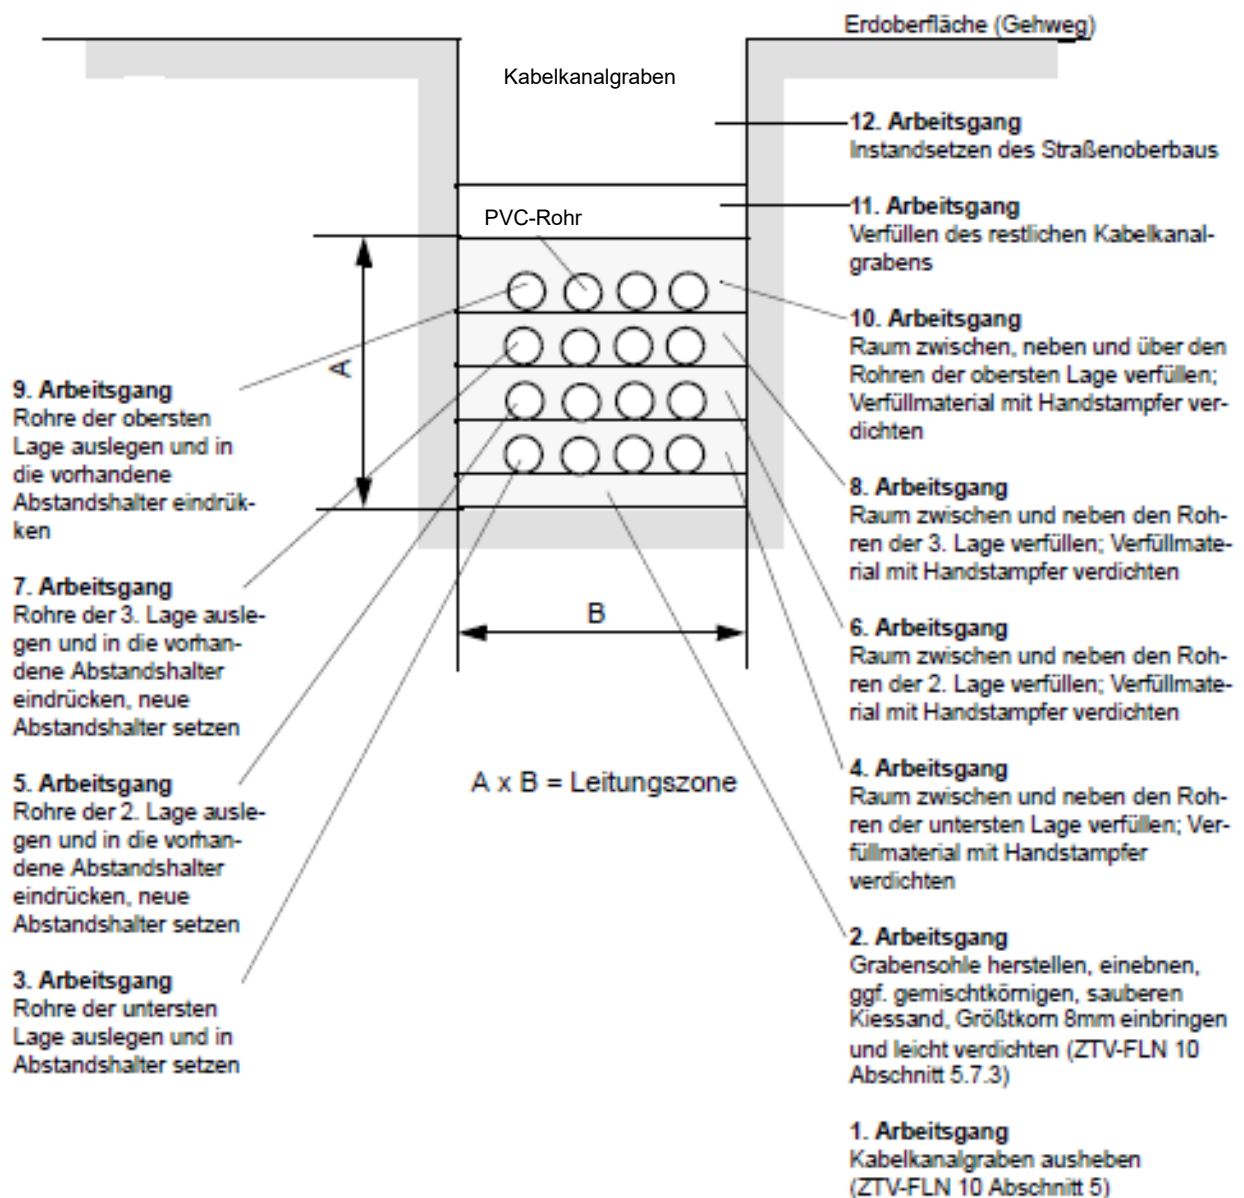 Erdoberfläche (Gehweg)
Kabelkanalgraben
PVC-Rohr
A
B
A x B = Leitungszone
9. Arbeitsgang
Rohre der obersten
Lage auslegen und in
die vorhandene
Abstandshalter eindrük-
ken
7. Arbeitsgang
Rohre der 3. Lage ausle-
gen und in die vorhan-
dene Abstandshalter
eindrücken, neue
Abstandshalter setzen
5. Arbeitsgang
Rohre der 2. Lage ausle-
gen und in die vorhan-
dene Abstandshalter
eindrücken, neue
Abstandshalter setzen
3. Arbeitsgang
Rohre der untersten
Lage auslegen und in
Abstandshalter setzen
12. Arbeitsgang
Instandsetzen des Straßenoberbaus
11. Arbeitsgang
Verfüllen des restlichen Kabelkanal-
grabens
10. Arbeitsgang
Raum zwischen, neben und über den
Rohren der obersten Lage verfüllen;
Verfüllmaterial mit Handstampfer ver-
dichten
8. Arbeitsgang
Raum zwischen und neben den Roh-
ren der 3. Lage verfüllen; Verfüllmate-
rial mit Handstampfer verdichten
6. Arbeitsgang
Raum zwischen und neben den Roh-
ren der 2. Lage verfüllen; Verfüllmate-
rial mit Handstampfer verdichten
4. Arbeitsgang
Raum zwischen und neben den Roh-
ren der untersten Lage verfüllen; Ver-
füllmaterial mit Handstampfer
verdichten
2. Arbeitsgang
Grabensohle herstellen, einebnen,
ggf. gemischtkörnigen, sauberen
Kiessand, Größtkorn 8mm einbringen
und leicht verdichten (ZTV-FLN 10
Abschnitt 5.7.3)
1. Arbeitsgang
Kabelkanalgraben ausheben
(ZTV-FLN 10 Abschnitt 5)